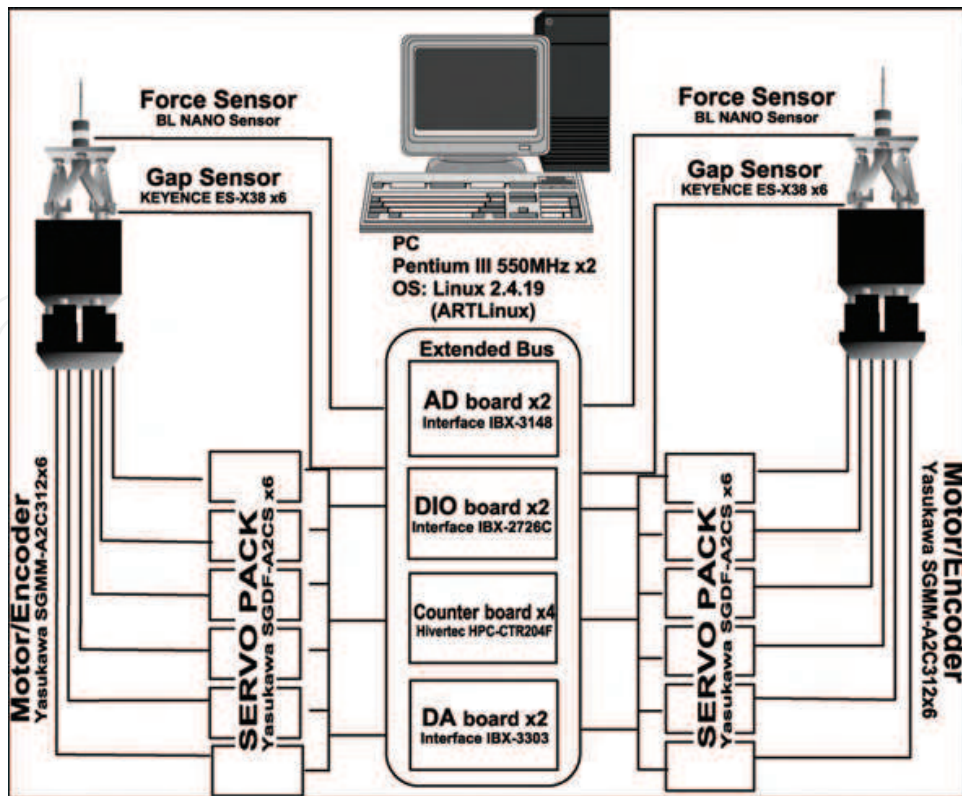 Force Sensor
BL NANO Sensor
Gap Sensor
KEYENCE ES-X38 x6
Force Sensor
BL NANO Sensor
Gap Sensor
KEYENCE ES-X38 x6
PC
Pentium III 550MHz x2
OS: Linux 2.4.19
(ARTLinux)
Extended Bus
AD board x2
Interface IBX-3148
DIO board x2
Interface IBX-2726C
Counter board x4
Hivertec HPC-CTR204F
DA board x2
Interface IBX-3303
Motor/Encoder
Yasukawa SGMM-A2C312x6
SERVO PACK
Yasukawa SGDF-A2CS x6
SERVO PACK
Yasukawa SGDF-A2CS x6
Motor/Encoder
Yasukawa SGMM-A2C312x6